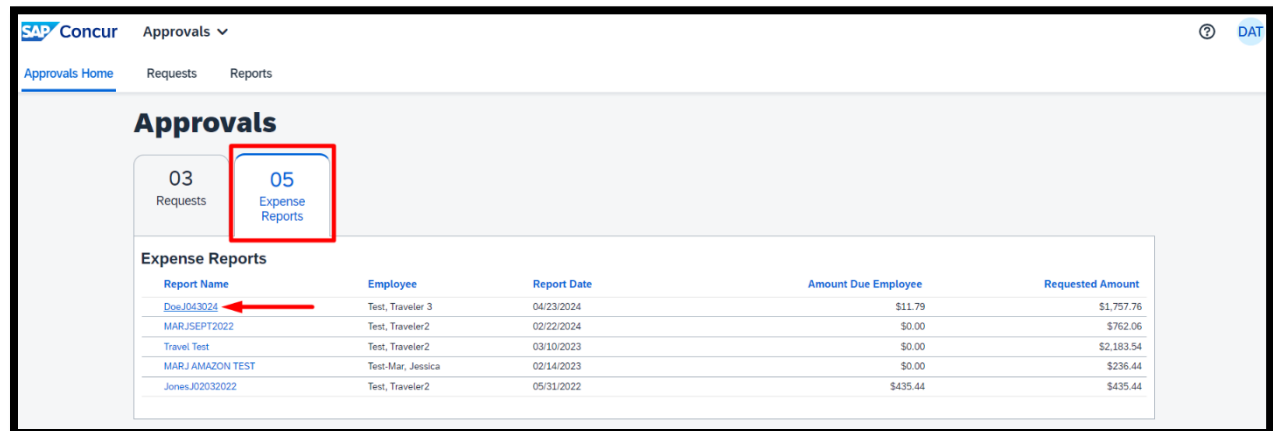 SAP Concur Approvals
DAT
Approvals Home Requests Reports
Approvals
03 05
Requests Expense
Reports
Expense Reports
Report Name Employee Report Date Amount Due Employee Requested Amount
DoeJ043024 Test, Traveler 3 04/23/2024 $11.79 $1,757.76
MARJSEPT2022 Test, Traveler2 02/22/2024 $0.00 $762.06
Travel Test Test, Traveler2 03/10/2023 $0.00 $2,183.54
MARJ AMAZON TEST Test-Mar, Jessica 02/14/2023 $0.00 $236.44
JonesJ02032022 Test, Traveler2 05/31/2022 $435.44 $435.44